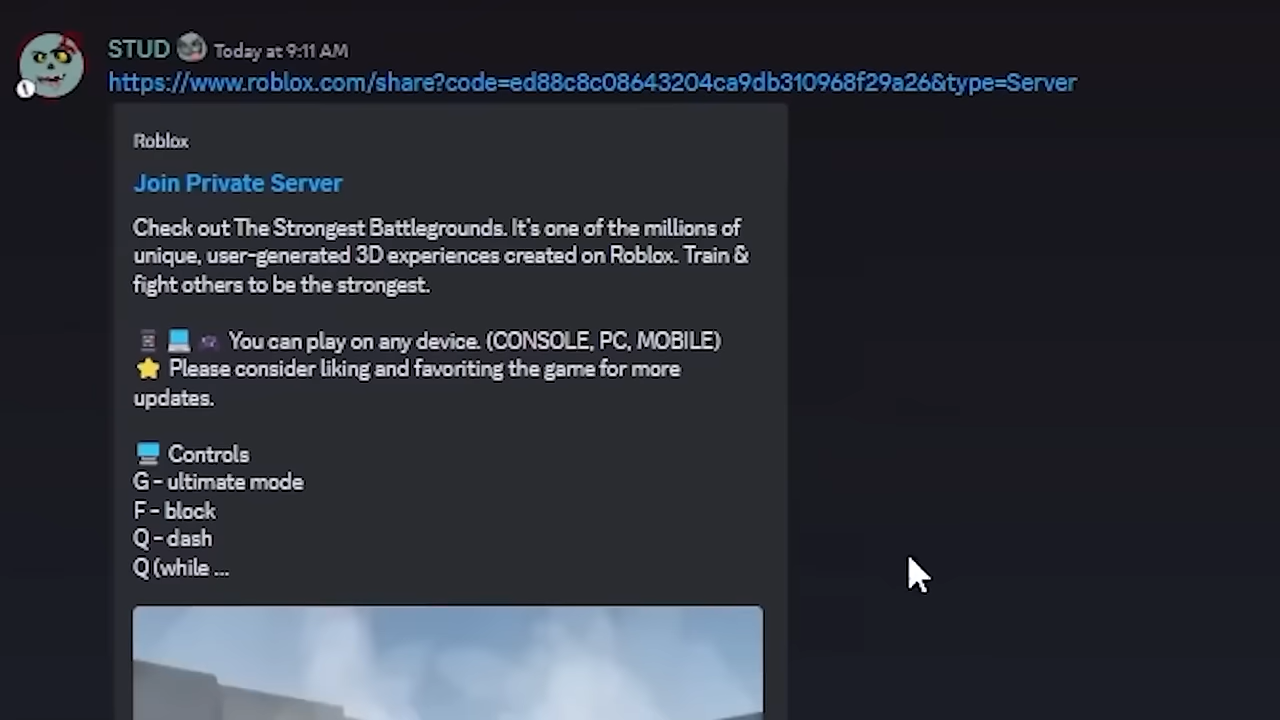 STUD Today at 9:11 AM
https://www.roblox.com/share?code=ed88c8c08643204ca9db310968f29a26&type=Server
Roblox
Join Private Server
Check out The Strongest Battlegrounds. It's one of the millions of
unique, user-generated 3D experiences created on Roblox. Train &
fight others to be the strongest.
You can play on any device. (CONSOLE, PC, MOBILE)
⭐ Please consider liking and favoriting the game for more
updates.
Controls
G - ultimate mode
F - block
Q - dash
Q (while ...